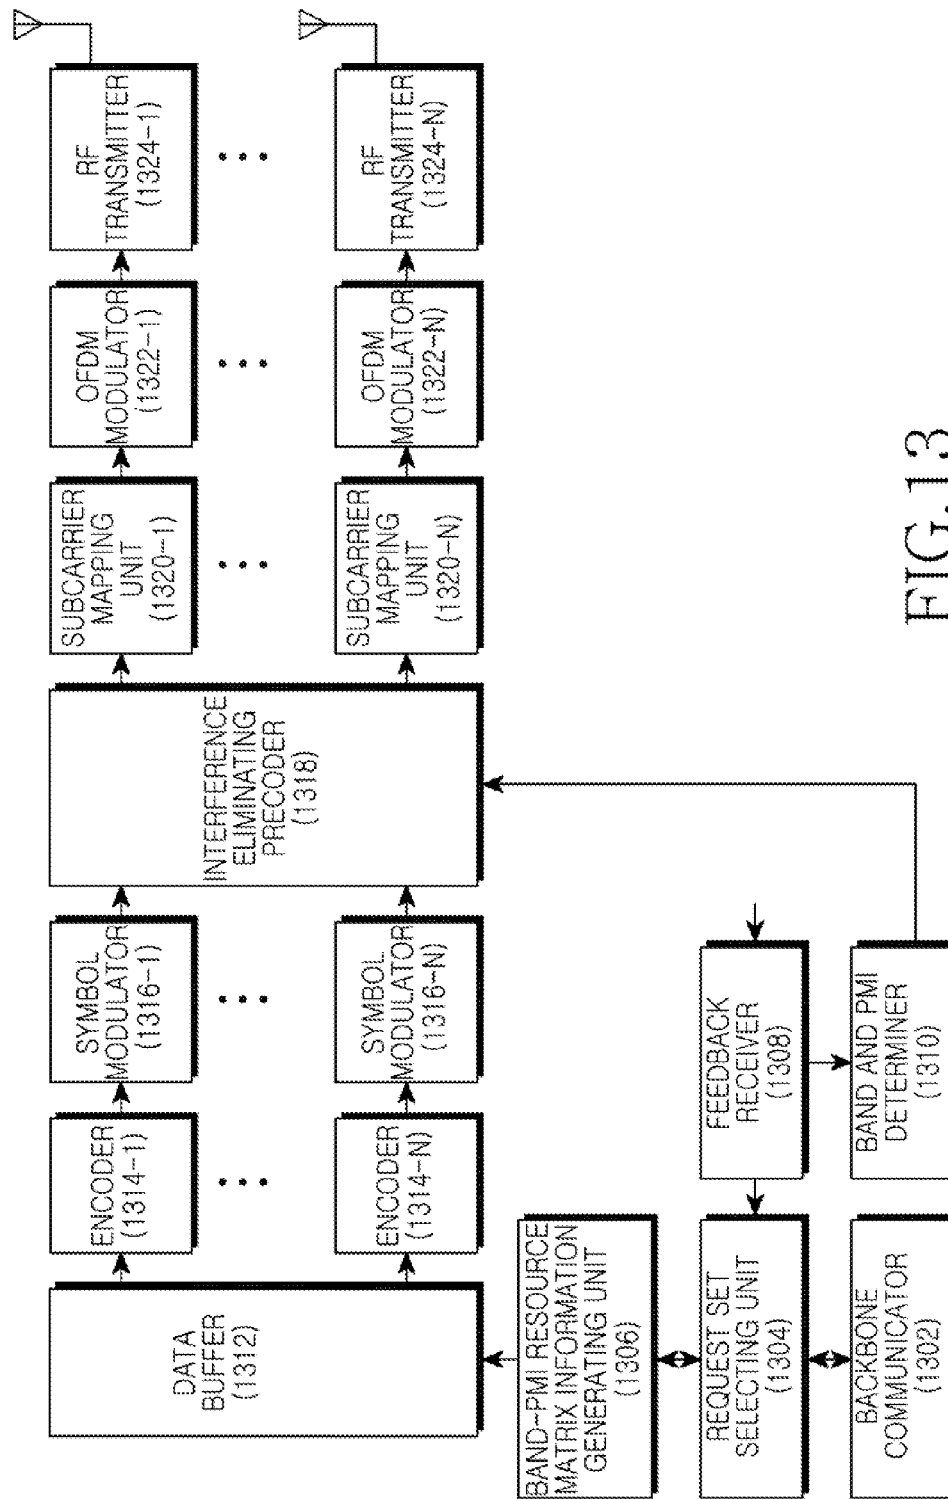 DATA
BUFFER
(1312)
ENCODER
(1314-1)
ENCODER
(1314-N)
SYMBOL
MODULATOR
(1316-1)
SYMBOL
MODULATOR
(1316-N)
INTERFERENCE
ELIMINATING
PRECODER
(1318)
SUBCARRIER
MAPPING
UNIT
(1320-1)
SUBCARRIER
MAPPING
UNIT
(1320-N)
OFDM
MODULATOR
(1322-1)
OFDM
MODULATOR
(1322-N)
RF
TRANSMITTER
(1324-1)
RF
TRANSMITTER
(1324-N)
BAND-PMI RESOURCE
MATRIX INFORMATION
GENERATING UNIT
(1306)
REQUEST SET
SELECTING UNIT
(1304)
FEEDBACK
RECEIVER
(1308)
BACKBONE
COMMUNICATOR
(1302)
BAND AND PMI
DETERMINER
(1310)
FIG.13